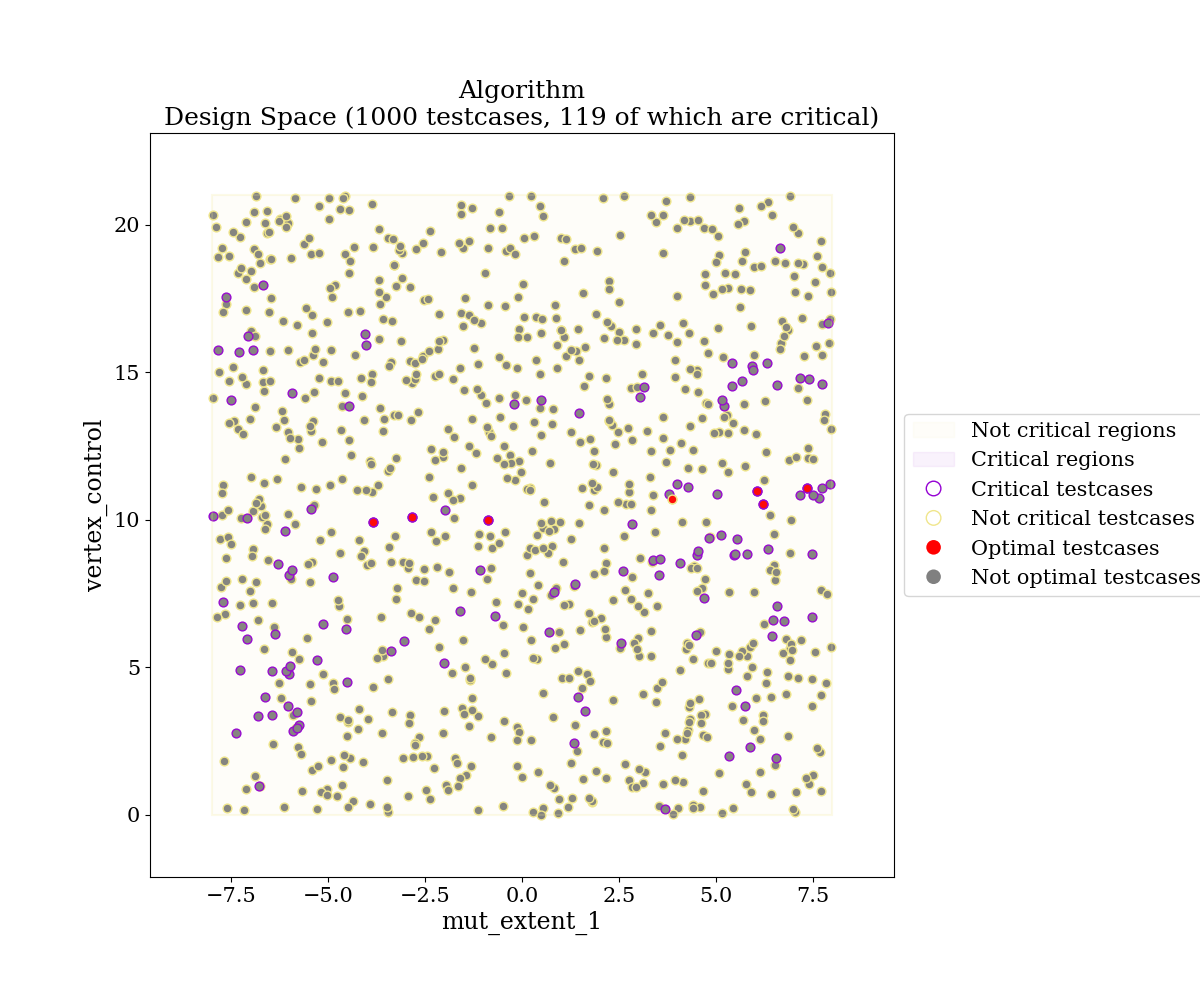 Algorithm
Design Space (1000 testcases, 119 of which are critical)
20
15
10
5
0
vertex_control
−7.5
−5.0
−2.5
0.0
2.5
5.0
7.5
mut_extent_1
Not critical regions
Critical regions
Critical testcases
Not critical testcases
Optimal testcases
Not optimal testcases